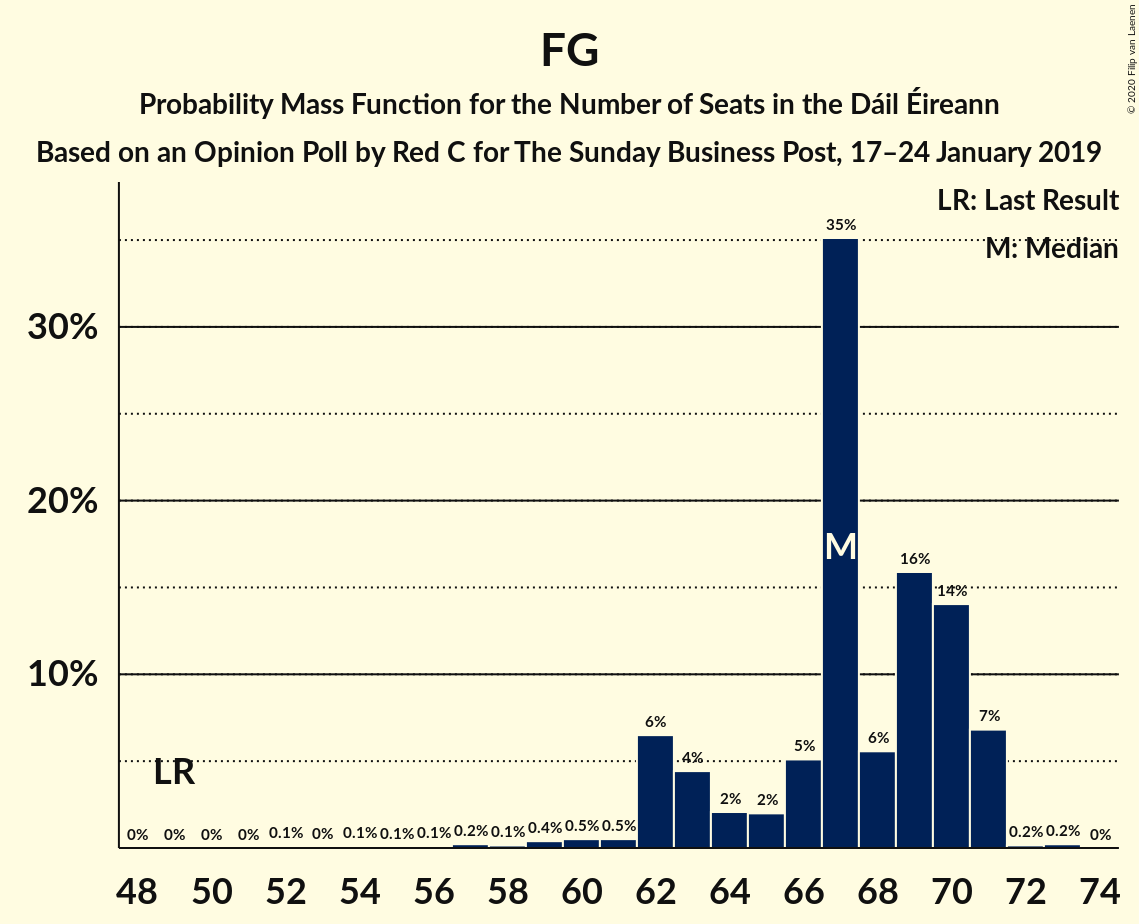 FG
Probability Mass Function for the Number of Seats in the Dáil Éireann
Based on an Opinion Poll by Red C for The Sunday Business Post, 17–24 January 2019
© 2020 Filip van Laenen
LR: Last Result
M: Median
30%
20%
10%
LR
M
0% 0% 0% 0% 0.1% 0% 0.1% 0.1% 0.1% 0.2% 0.1% 0.4% 0.5% 0.5% 6% 4% 2% 2% 5% 35% 6% 16% 14% 7% 0.2% 0.2% 0%
48 50 52 54 56 58 60 62 64 66 68 70 72 74